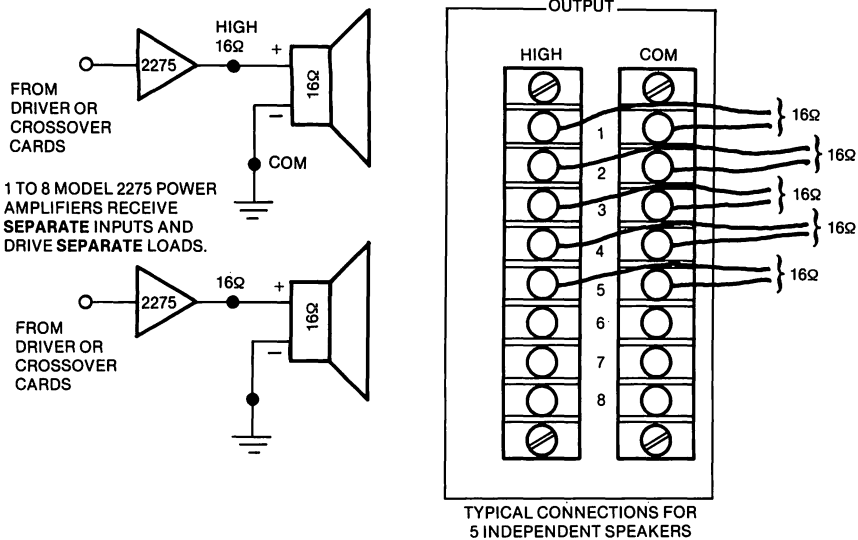 HIGH
16Ω
+
2275
16Ω
−
COM
FROM
DRIVER OR
CROSSOVER
CARDS
1 TO 8 MODEL 2275 POWER
AMPLIFIERS RECEIVE
SEPARATE INPUTS AND
DRIVE SEPARATE LOADS.
16Ω
+
2275
16Ω
−
FROM
DRIVER OR
CROSSOVER
CARDS
OUTPUT
HIGH COM
1 16Ω
2 16Ω
3 16Ω
4 16Ω
5 16Ω
6
7
8
TYPICAL CONNECTIONS FOR
5 INDEPENDENT SPEAKERS